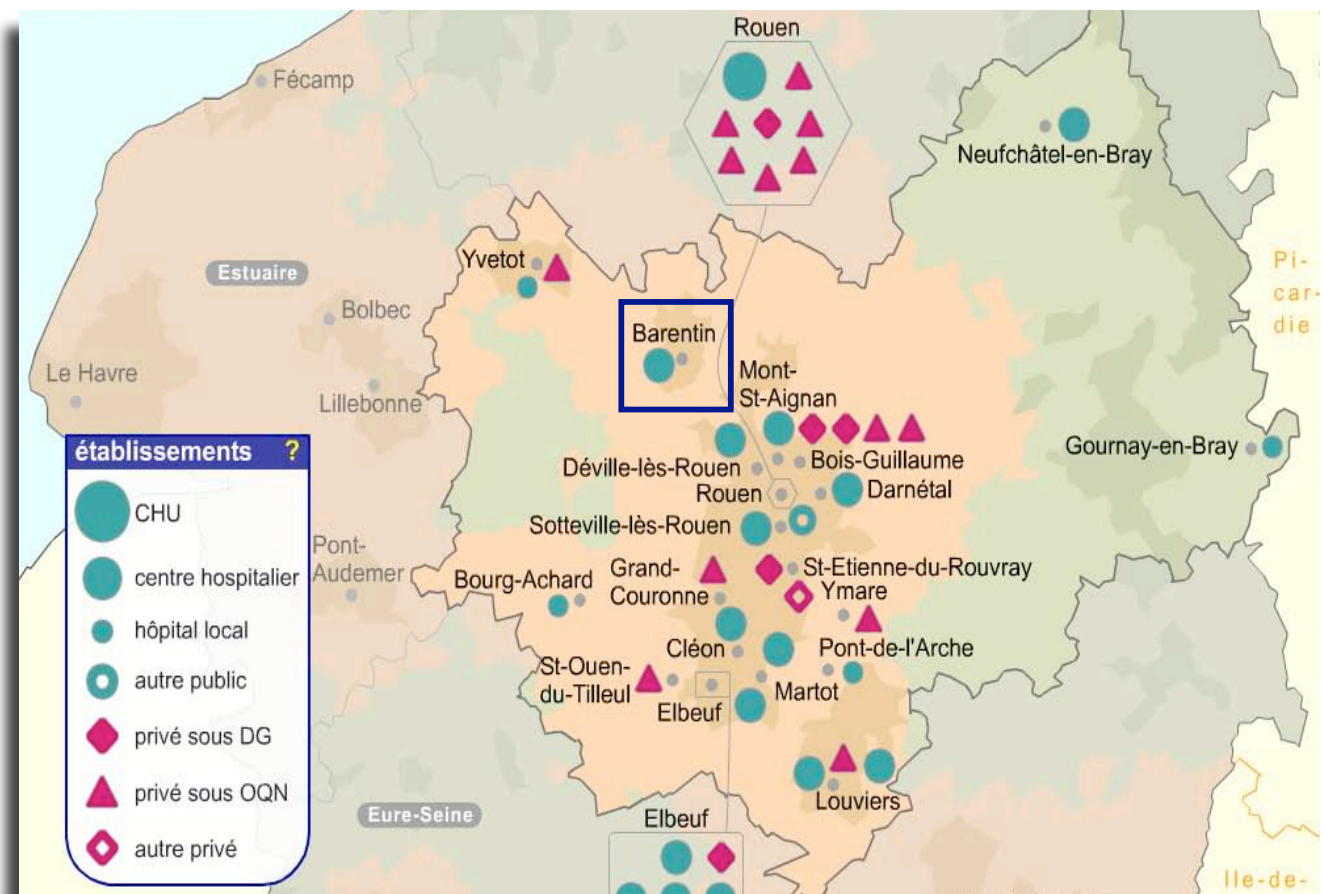 Rouen
Fécamp
Neufchâtel-en-Bray
Yvetot
Estuaire
Pi-
car-
die
Bolbec
Barentin
Le Havre
Lillebonne
Mont-
St-Aignan
établissements ?
CHU
centre hospitalier
hôpital local
autre public
privé sous DG
privé sous OQN
autre privé
Gournay-en-Bray
Déville-lès-Rouen
Bois-Guillaume
Rouen
Darnétal
Sotteville-lès-Rouen
Pont-
Audemer
Bourg-Achard
Grand-
Couronne
St-Etienne-du-Rouvray
Ymare
Cléon
Pont-de-l'Arche
St-Ouen-
du-Tilleul
Martot
Elbeuf
Louviers
Eure-Seine
Elbeuf
Ile-de-